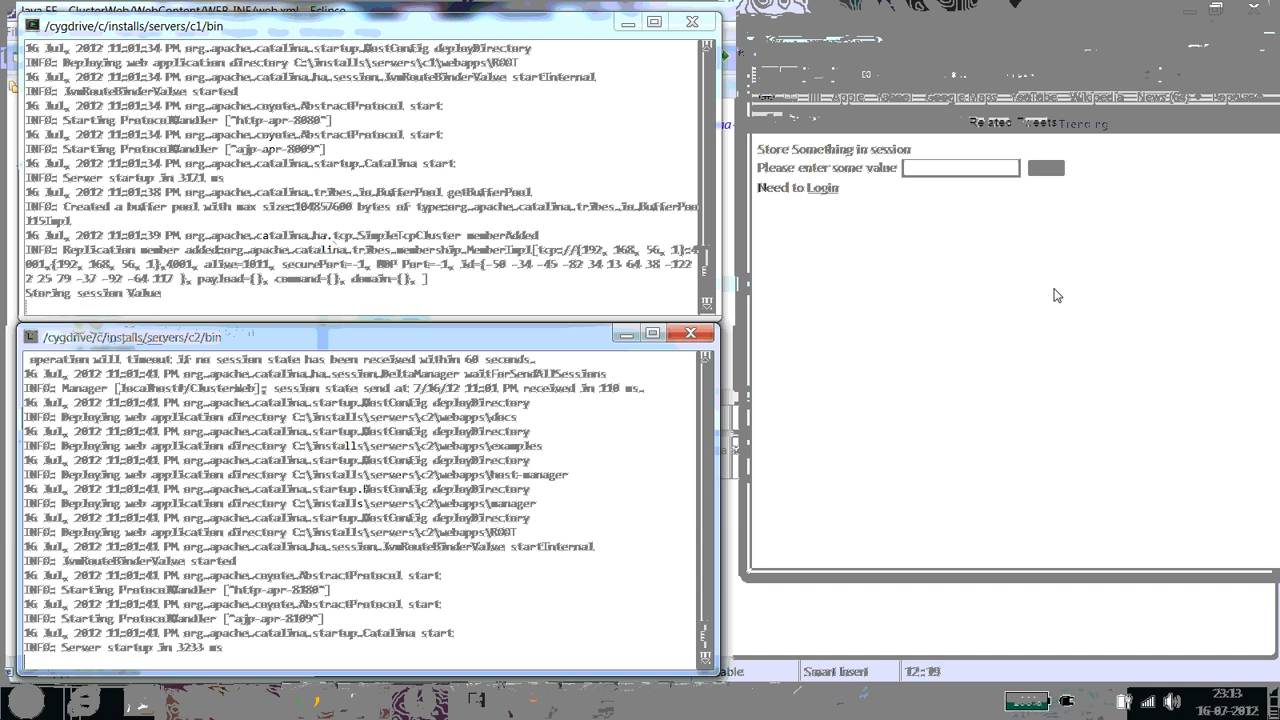 /cygdrive/c/installs/servers/c1/bin
16 Jul, 2012 11:01:34 PM org.apache.catalina.startup.HostConfig deployDirectory
INFO: Deploying web application directory C:\installs\servers\c1\webapps\ROOT
16 Jul, 2012 11:01:34 PM org.apache.catalina.ha.session.JvmRouteBinderValve startInternal
INFO: JvmRouteBinderValve started
16 Jul, 2012 11:01:34 PM org.apache.coyote.AbstractProtocol start
INFO: Starting ProtocolHandler ["http-apr-8080"]
16 Jul, 2012 11:01:34 PM org.apache.coyote.AbstractProtocol start
INFO: Starting ProtocolHandler ["ajp-apr-8009"]
16 Jul, 2012 11:01:34 PM org.apache.catalina.startup.Catalina start
INFO: Server startup in 3171 ms
16 Jul, 2012 11:01:38 PM org.apache.catalina.tribes.io.BufferPool getBufferPool
INFO: Created a buffer pool with max size:104857600 bytes of type:org.apache.catalina.tribes.io.BufferPoo
l15Impl
16 Jul, 2012 11:01:39 PM org.apache.catalina.ha.tcp.SimpleTcpCluster memberAdded
INFO: Replication member added:org.apache.catalina.tribes.membership.MemberImpl[tcp://{192, 168, 56, 1}:4
001,{192, 168, 56, 1},4001, alive=1011, securePort=-1, UDP Port=-1, id={-50 -34 -45 -82 34 13 64 38 -122
2 25 79 -37 -92 -64 117 }, payload={}, command={}, domain={}, ]
Storing session Value
/cygdrive/c/installs/servers/c2/bin
operation will timeout if no session state has been received within 60 seconds.
16 Jul, 2012 11:01:41 PM org.apache.catalina.ha.session.DeltaManager waitForSendAllSessions
INFO: Manager [localhost#/ClusterWeb]; session state send at 7/16/12 11:01 PM received in 110 ms.
16 Jul, 2012 11:01:41 PM org.apache.catalina.startup.HostConfig deployDirectory
INFO: Deploying web application directory C:\installs\servers\c2\webapps\docs
16 Jul, 2012 11:01:41 PM org.apache.catalina.startup.HostConfig deployDirectory
INFO: Deploying web application directory C:\installs\servers\c2\webapps\examples
16 Jul, 2012 11:01:41 PM org.apache.catalina.startup.HostConfig deployDirectory
INFO: Deploying web application directory C:\installs\servers\c2\webapps\host-manager
16 Jul, 2012 11:01:41 PM org.apache.catalina.startup.HostConfig deployDirectory
INFO: Deploying web application directory C:\installs\servers\c2\webapps\manager
16 Jul, 2012 11:01:41 PM org.apache.catalina.startup.HostConfig deployDirectory
INFO: Deploying web application directory C:\installs\servers\c2\webapps\ROOT
16 Jul, 2012 11:01:41 PM org.apache.catalina.ha.session.JvmRouteBinderValve startInternal
INFO: JvmRouteBinderValve started
16 Jul, 2012 11:01:41 PM org.apache.coyote.AbstractProtocol start
INFO: Starting ProtocolHandler ["http-apr-8180"]
16 Jul, 2012 11:01:41 PM org.apache.coyote.AbstractProtocol start
INFO: Starting ProtocolHandler ["ajp-apr-8109"]
16 Jul, 2012 11:01:41 PM org.apache.catalina.startup.Catalina start
INFO: Server startup in 3233 ms
Apple Google Maps YouTube Wikipedia
Related Tweets Trending
Store Something in session
Please enter some value
Need to Login
Smart Insert
12:19
100%
23:13
16-07-2012